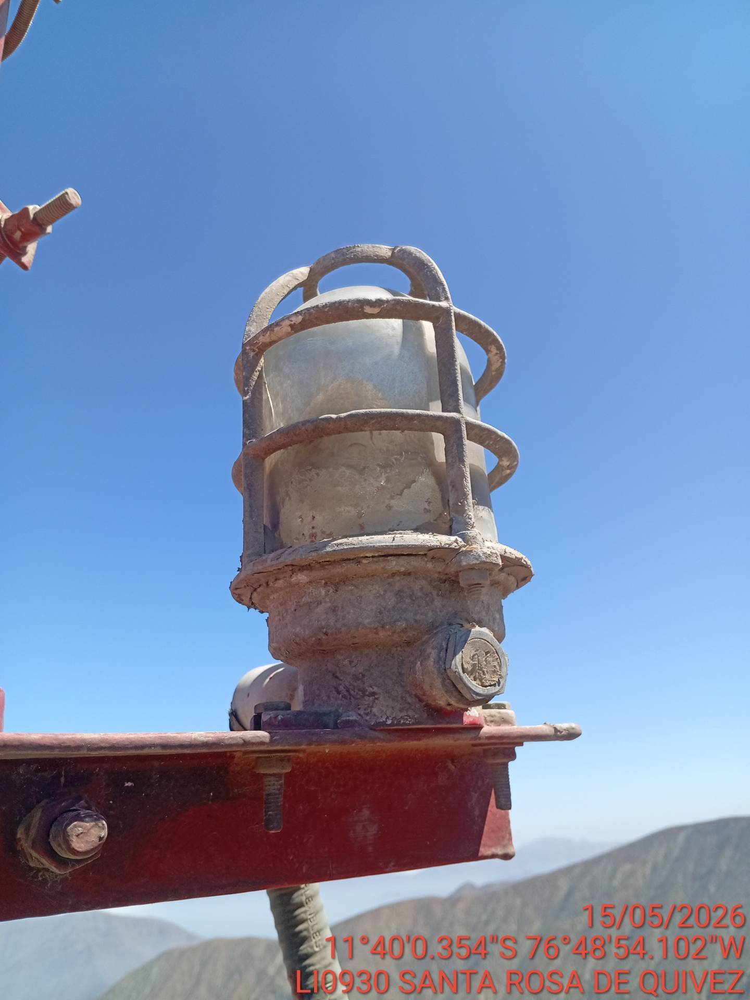 15/05/2026
11°40'0.354"S 76°48'54.102"W
LI0930 SANTA ROSA DE QUIVEZ